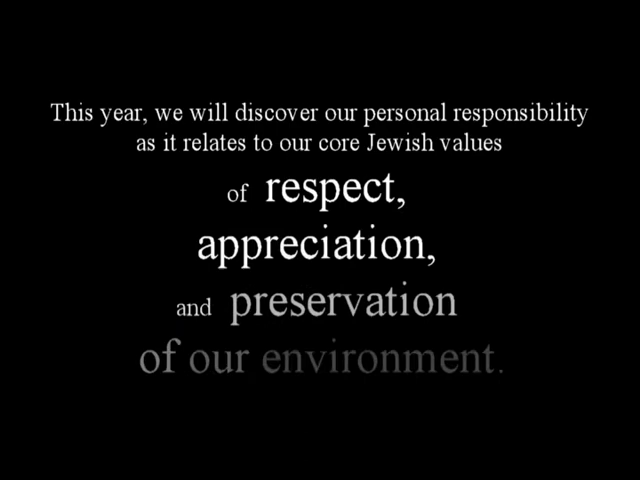 This year, we will discover our personal responsibility
as it relates to our core Jewish values
of respect,
appreciation,
and preservation
of our environment.